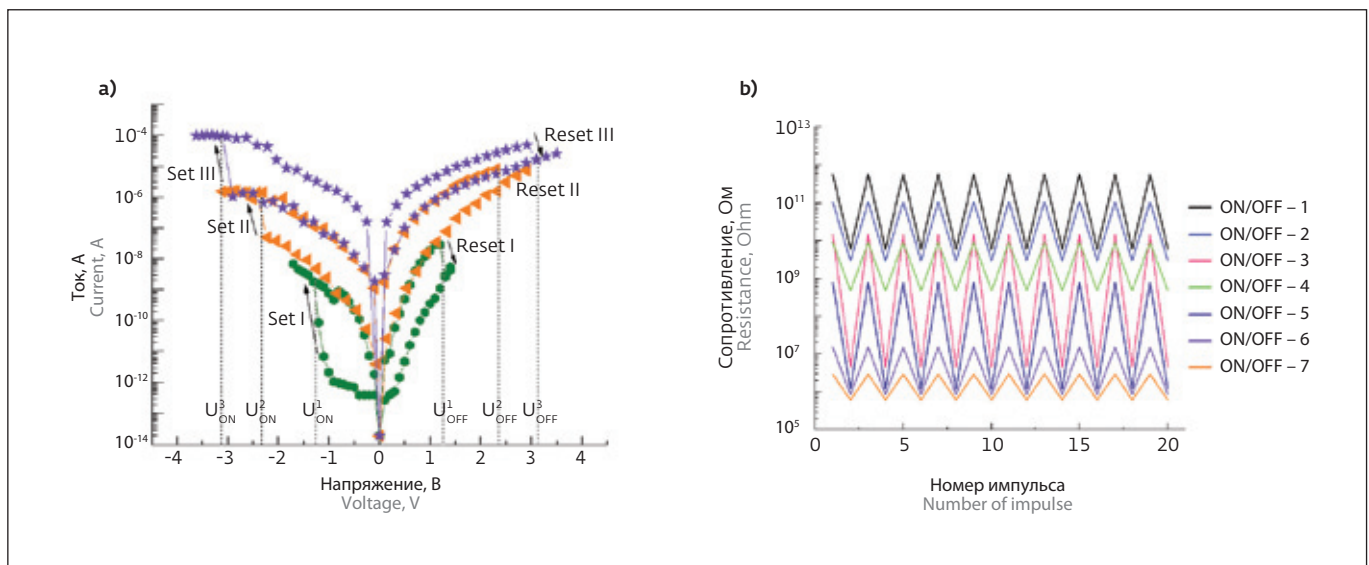 a)
Ток, А
Current, A
10-4
10-6
10-8
10-10
10-12
10-14
Set III
Set II
Set I
Reset III
Reset II
Reset I
U3ON
U2ON
U1ON
U1OFF
U2OFF
U3OFF
-4 -3 -2 -1 0 1 2 3 4
Напряжение, В
Voltage, V
b)
Сопротивление, Ом
Resistance, Ohm
1013
1011
109
107
105
0 5 10 15 20
Номер импульса
Number of impulse
ON/OFF – 1
ON/OFF – 2
ON/OFF – 3
ON/OFF – 4
ON/OFF – 5
ON/OFF – 6
ON/OFF – 7